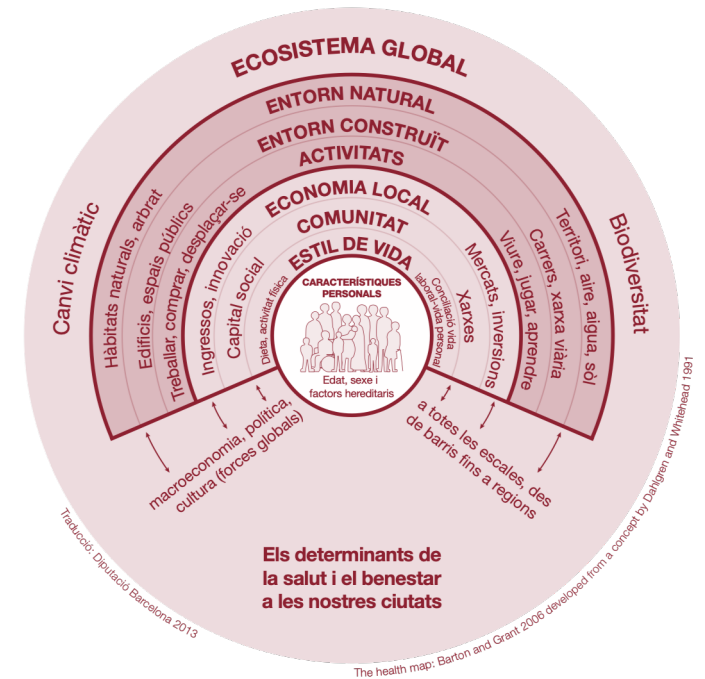 ECOSISTEMA GLOBAL
ENTORN NATURAL
ENTORN CONSTRUÏT
ACTIVITATS
ECONOMIA LOCAL
COMUNITAT
ESTIL DE VIDA
CARACTERÍSTIQUES
PERSONALS
Edat, sexe i
factors hereditaris
Canvi climàtic
Hàbitats naturals, arbrat
Edificis, espais públics
Treballar, comprar, desplaçar-se
Ingressos, innovació
Capital social
Dieta, activitat física
Conciliació vida
laboral-vida personal
Xarxes
Mercats, inversions
Viure, jugar, aprendre
Carrers, xarxa viària
Territori, aire, aigua, sòl
Biodiversitat
macroeconomia, política,
cultura (forces globals)
a totes les escales, des
de barris fins a regions
Els determinants de
la salut i el benestar
a les nostres ciutats
Traducció: Diputació Barcelona 2013
The health map: Barton and Grant 2006 developed from a concept by Dahlgren and Whitehead 1991